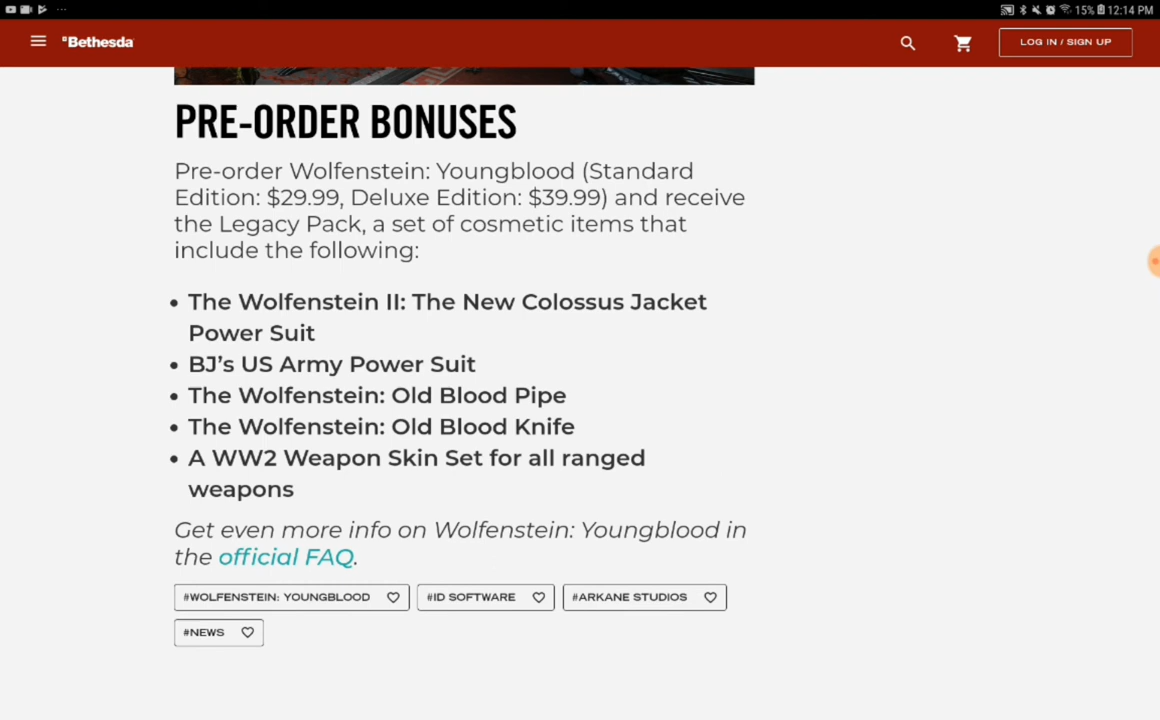 15% 12:14 PM
Bethesda
LOG IN / SIGN UP
PRE-ORDER BONUSES
Pre-order Wolfenstein: Youngblood (Standard
Edition: $29.99, Deluxe Edition: $39.99) and receive
the Legacy Pack, a set of cosmetic items that
include the following:
• The Wolfenstein II: The New Colossus Jacket
Power Suit
• BJ’s US Army Power Suit
• The Wolfenstein: Old Blood Pipe
• The Wolfenstein: Old Blood Knife
• A WW2 Weapon Skin Set for all ranged
weapons
Get even more info on Wolfenstein: Youngblood in
the official FAQ.
#WOLFENSTEIN: YOUNGBLOOD #ID SOFTWARE #ARKANE STUDIOS
#NEWS